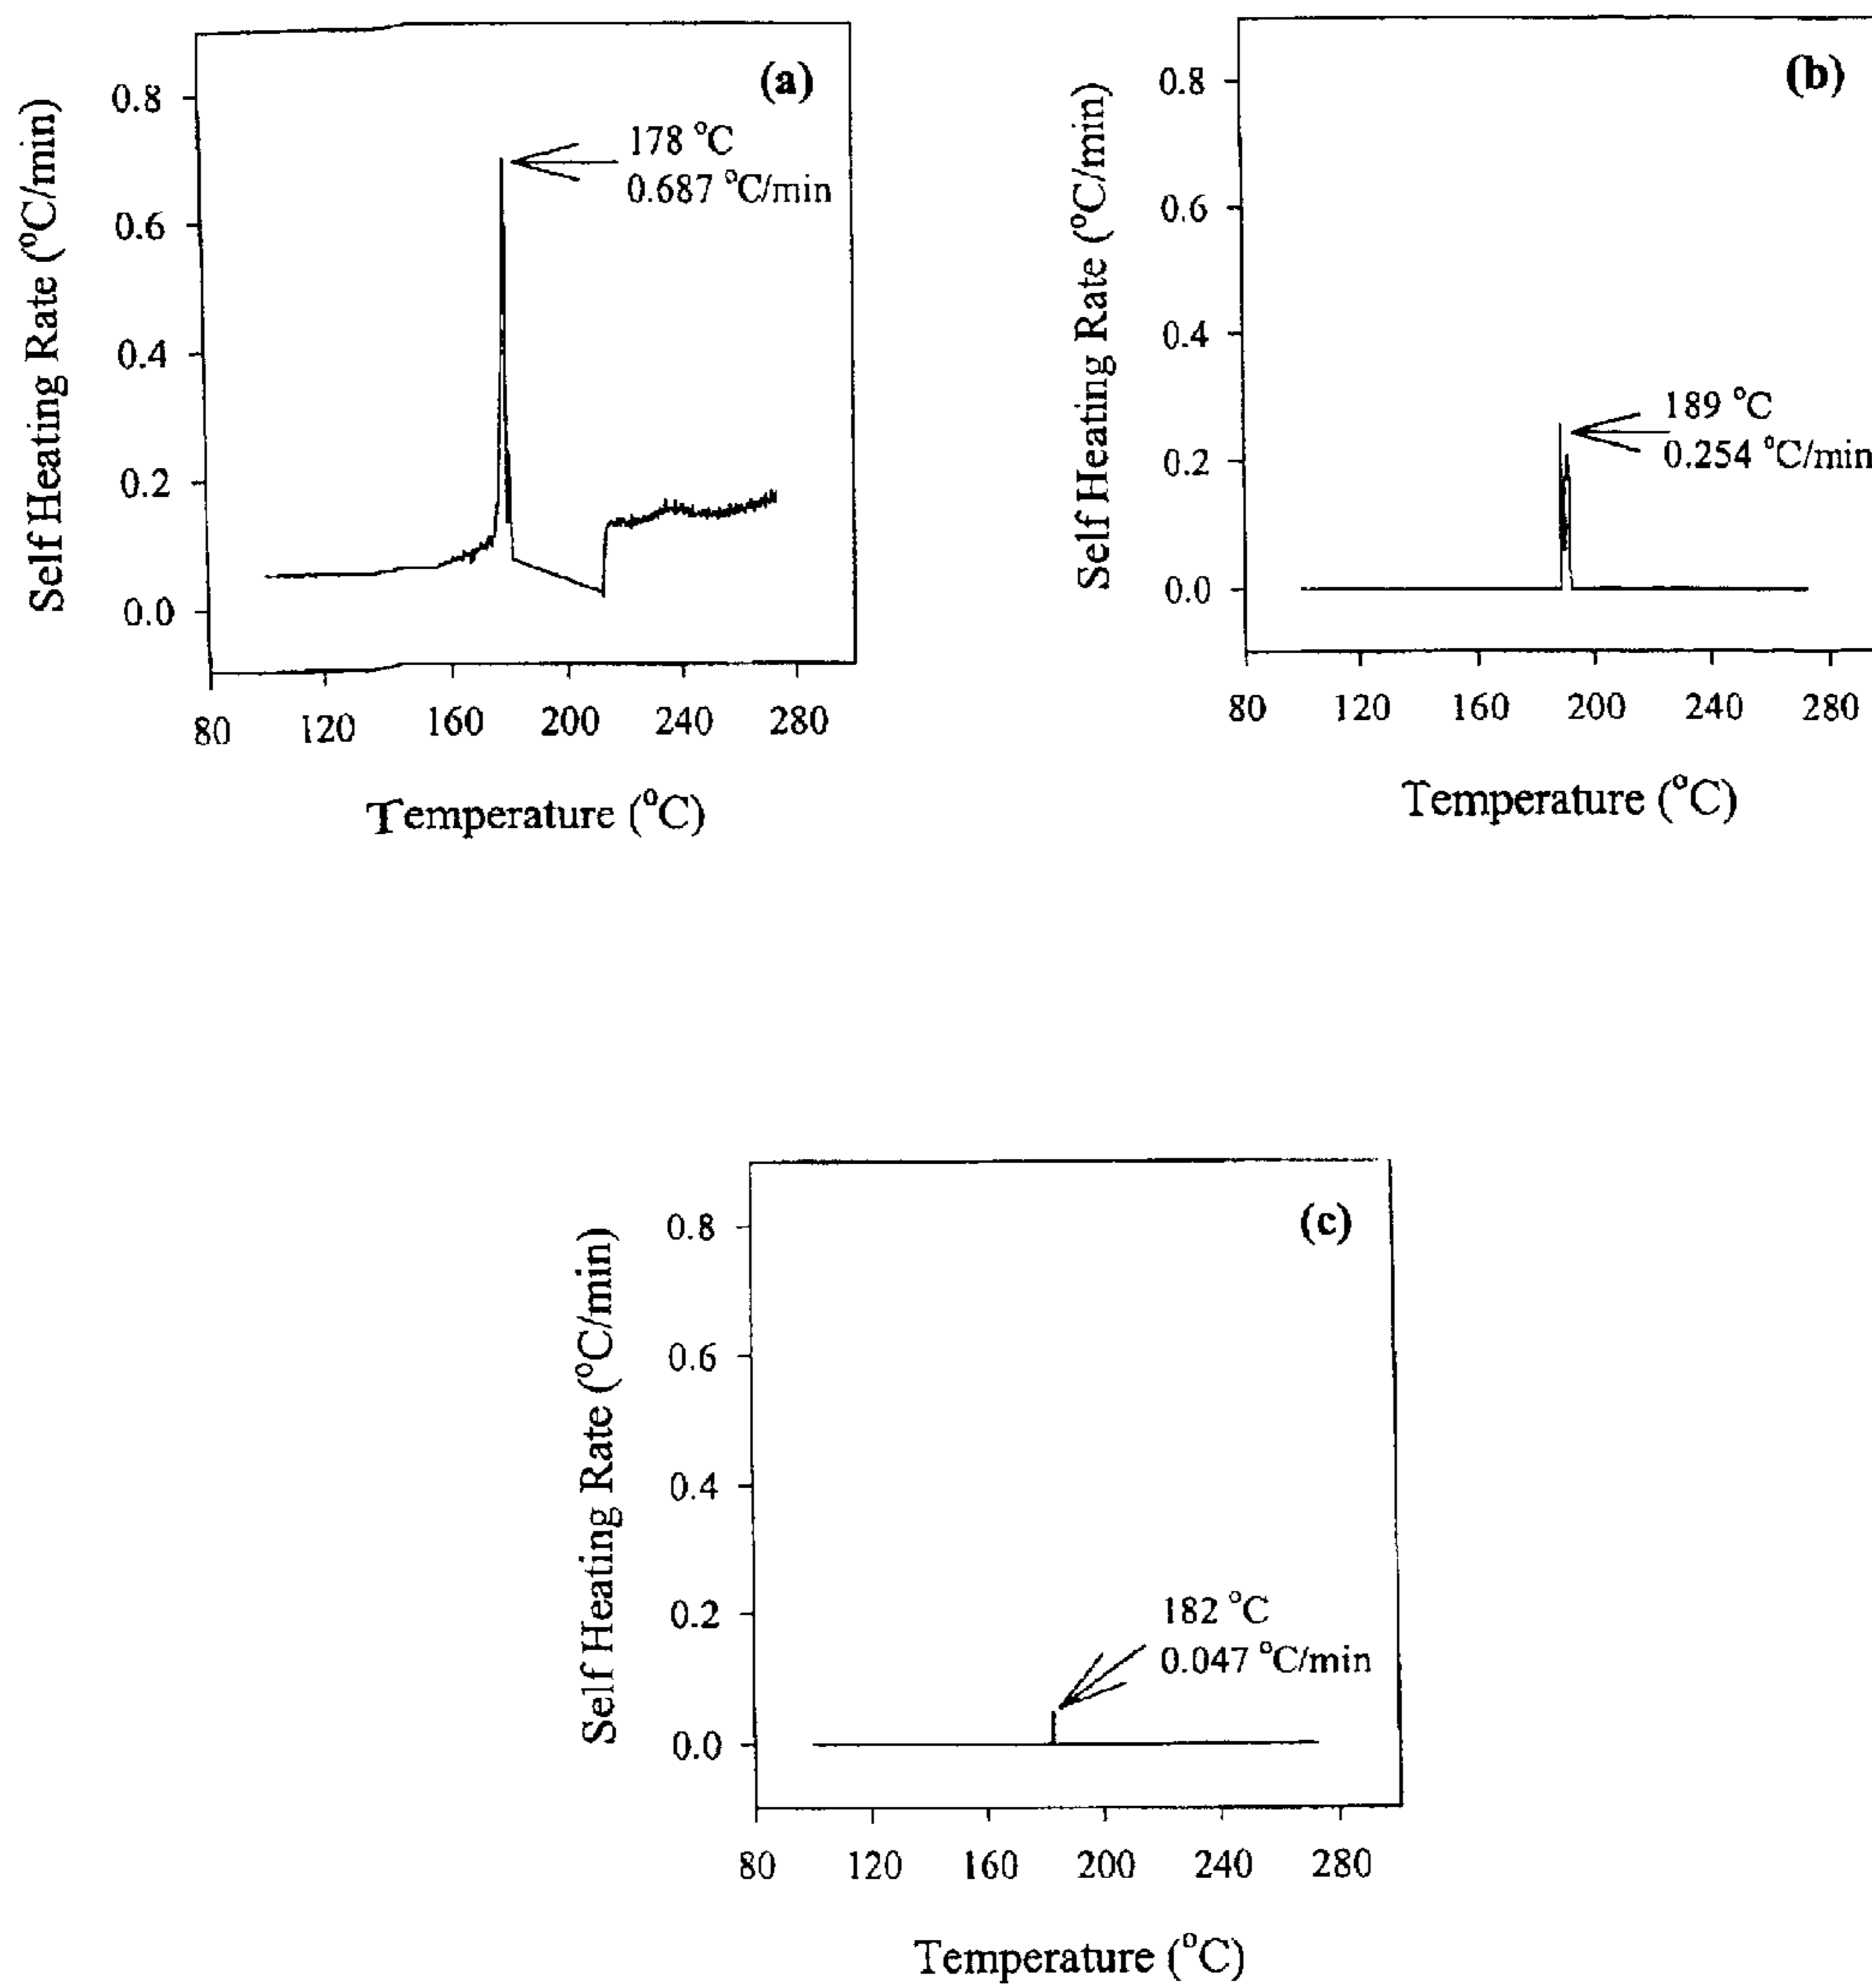 (a)
Self Heating Rate (°C/min)
0.8
0.6
0.4
0.2
0.0
178 °C
0.687 °C/min
80 120 160 200 240 280
Temperature (°C)
(b)
Self Heating Rate (°C/min)
0.8
0.6
0.4
0.2
0.0
189 °C
0.254 °C/min
80 120 160 200 240 280
Temperature (°C)
(c)
Self Heating Rate (°C/min)
0.8
0.6
0.4
0.2
0.0
182 °C
0.047 °C/min
80 120 160 200 240 280
Temperature (°C)